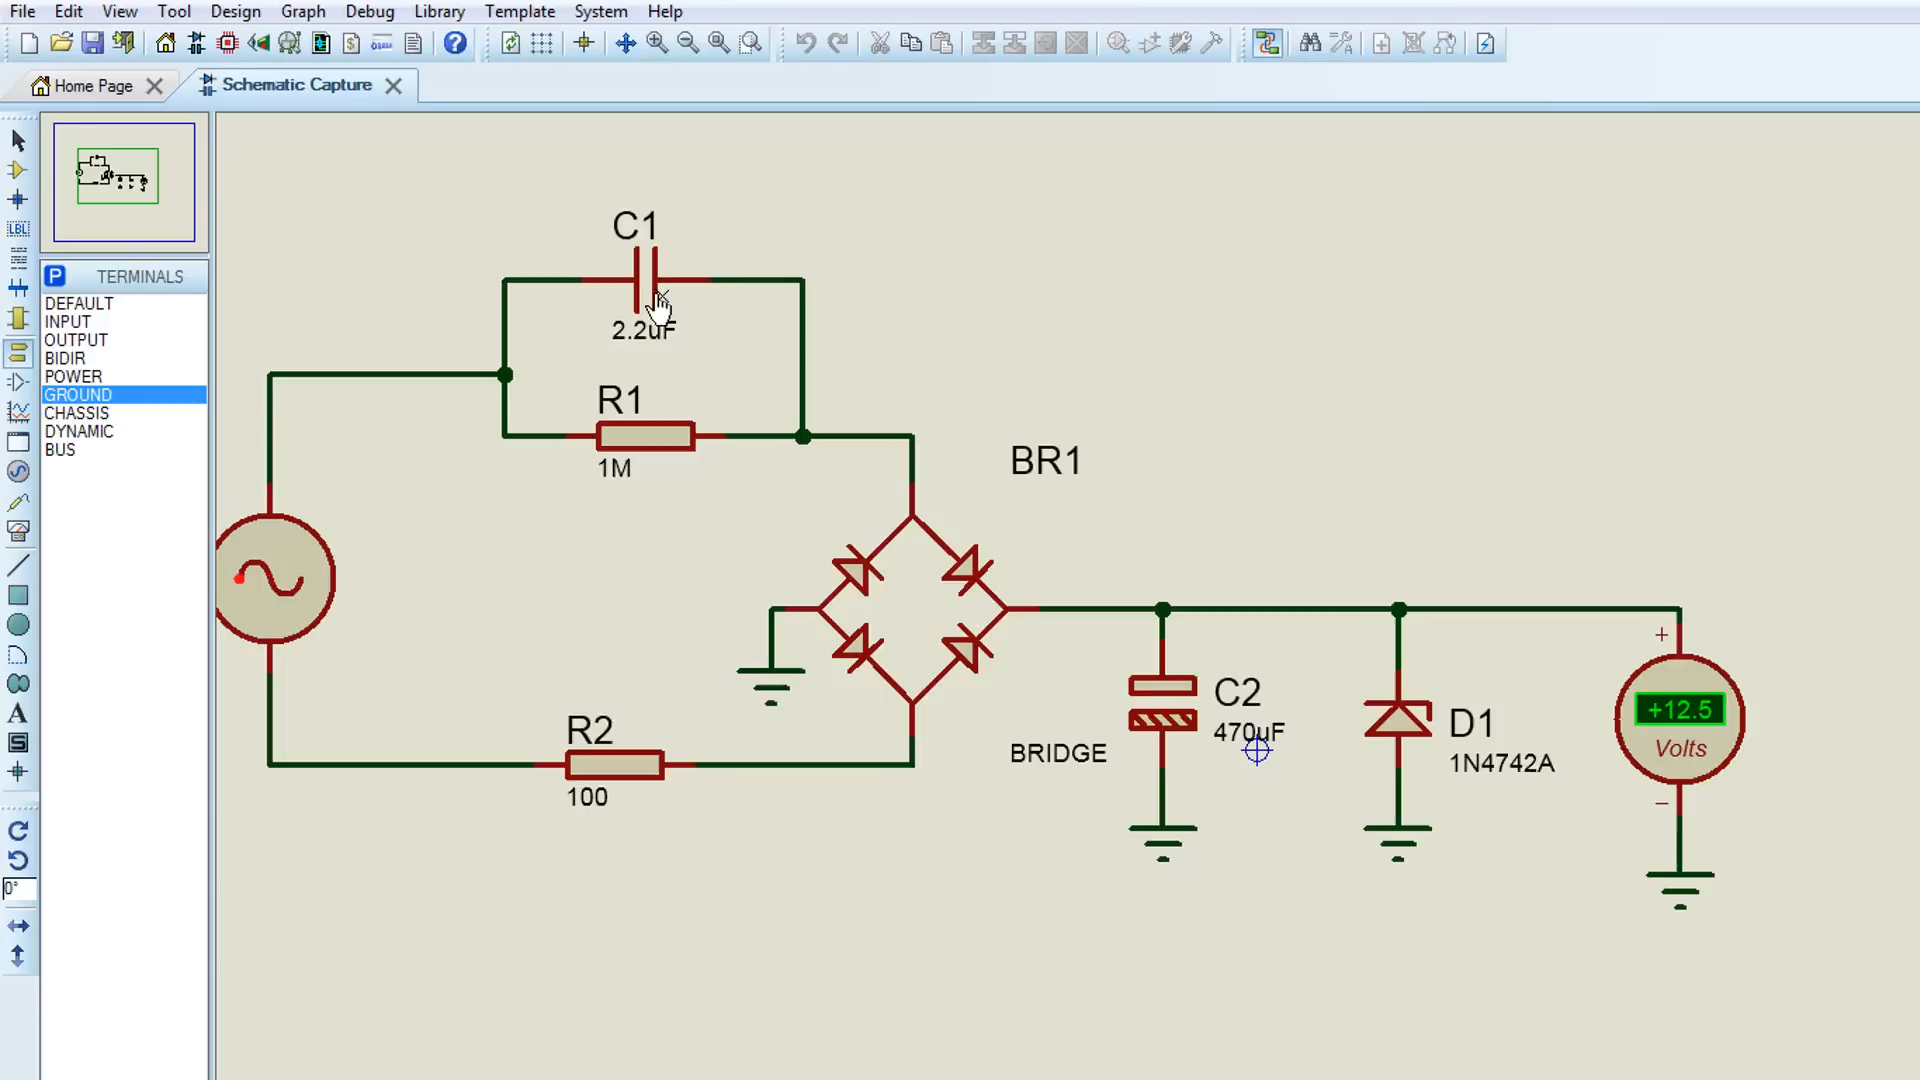 File Edit View Tool Design Graph Debug Library Template System Help
Home Page Schematic Capture
P TERMINALS
DEFAULT
INPUT
OUTPUT
BIDIR
POWER
GROUND
CHASSIS
DYNAMIC
BUS
LBL
A
S
0°
C1
2.2uF
R1
1M
BR1
BRIDGE
R2
100
C2
470uF
D1
1N4742A
+
+12.5
Volts
−